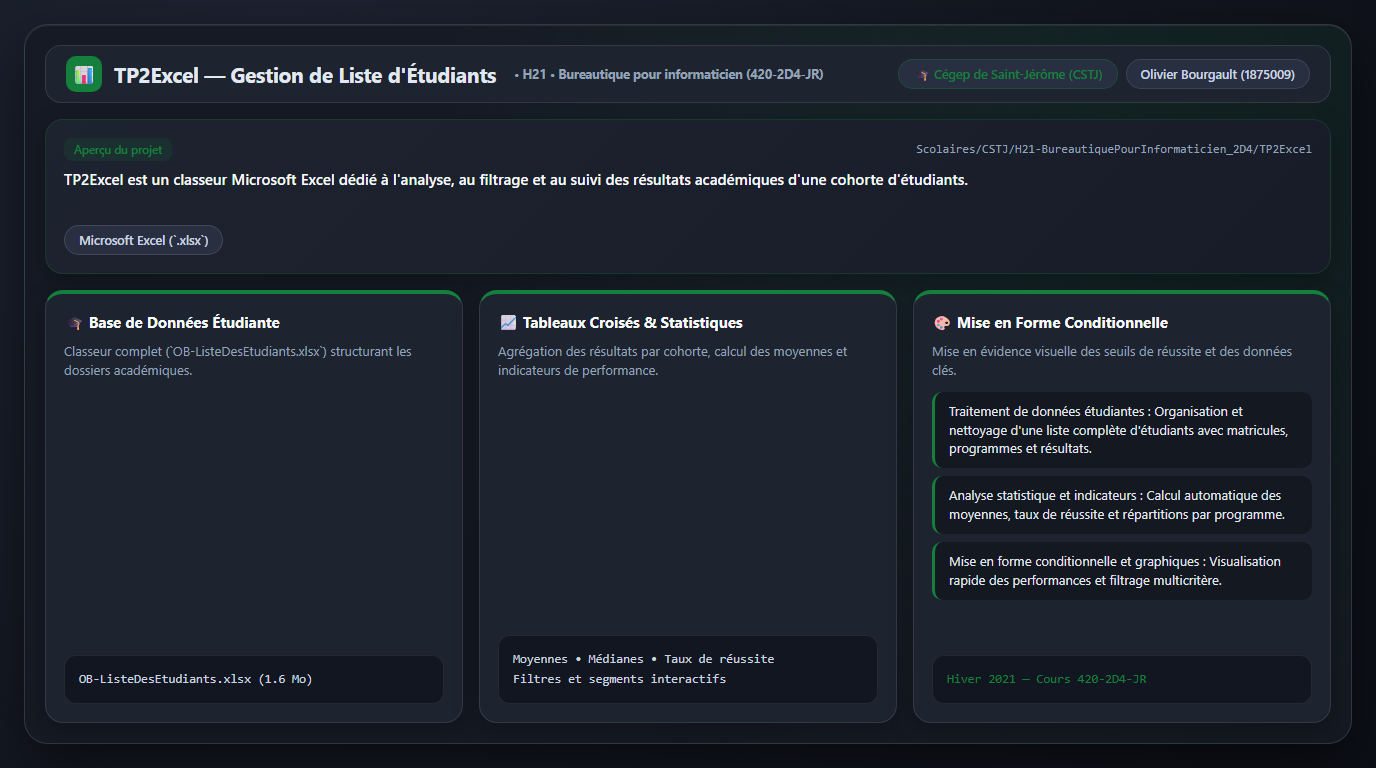 TP2Excel — Gestion de Liste d'Étudiants
• H21 • Bureautique pour informaticien (420-2D4-JR)
Cégep de Saint-Jérôme (CSTJ)
Olivier Bourgault (1875009)
Aperçu du projet
Scolaires/CSTJ/H21-BureautiquePourInformaticien_2D4/TP2Excel
TP2Excel est un classeur Microsoft Excel dédié à l'analyse, au filtrage et au suivi des résultats académiques d'une cohorte d'étudiants.
Microsoft Excel (`.xlsx`)
Base de Données Étudiante
Classeur complet (`OB-ListeDesEtudiants.xlsx`) structurant les
dossiers académiques.
OB-ListeDesEtudiants.xlsx (1.6 Mo)
Tableaux Croisés & Statistiques
Agrégation des résultats par cohorte, calcul des moyennes et
indicateurs de performance.
Moyennes • Médianes • Taux de réussite
Filtres et segments interactifs
Mise en Forme Conditionnelle
Mise en évidence visuelle des seuils de réussite et des données
clés.
Traitement de données étudiantes : Organisation et
nettoyage d'une liste complète d'étudiants avec matricules,
programmes et résultats.
Analyse statistique et indicateurs : Calcul automatique des
moyennes, taux de réussite et répartitions par programme.
Mise en forme conditionnelle et graphiques : Visualisation
rapide des performances et filtrage multicritère.
Hiver 2021 — Cours 420-2D4-JR